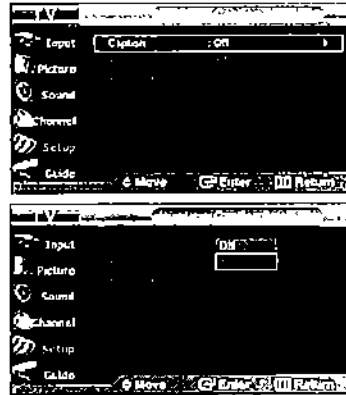 TV
Input
Caption : Off
Picture
Sound
Channel
Setup
Guide
Move Enter Return
TV
Input
Off
Picture
Sound
Channel
Setup
Guide
Move Enter Return